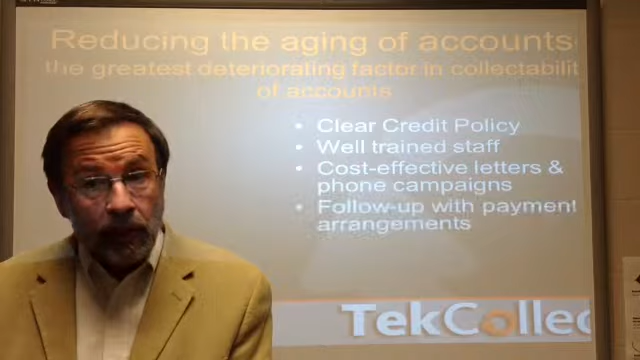 Reducing the aging of accounts
the greatest deteriorating factor in collectabilit
of accounts
• Clear Credit Policy
• Well trained staff
• Cost-effective letters &
phone campaigns
• Follow-up with payment
arrangements
TekCollec